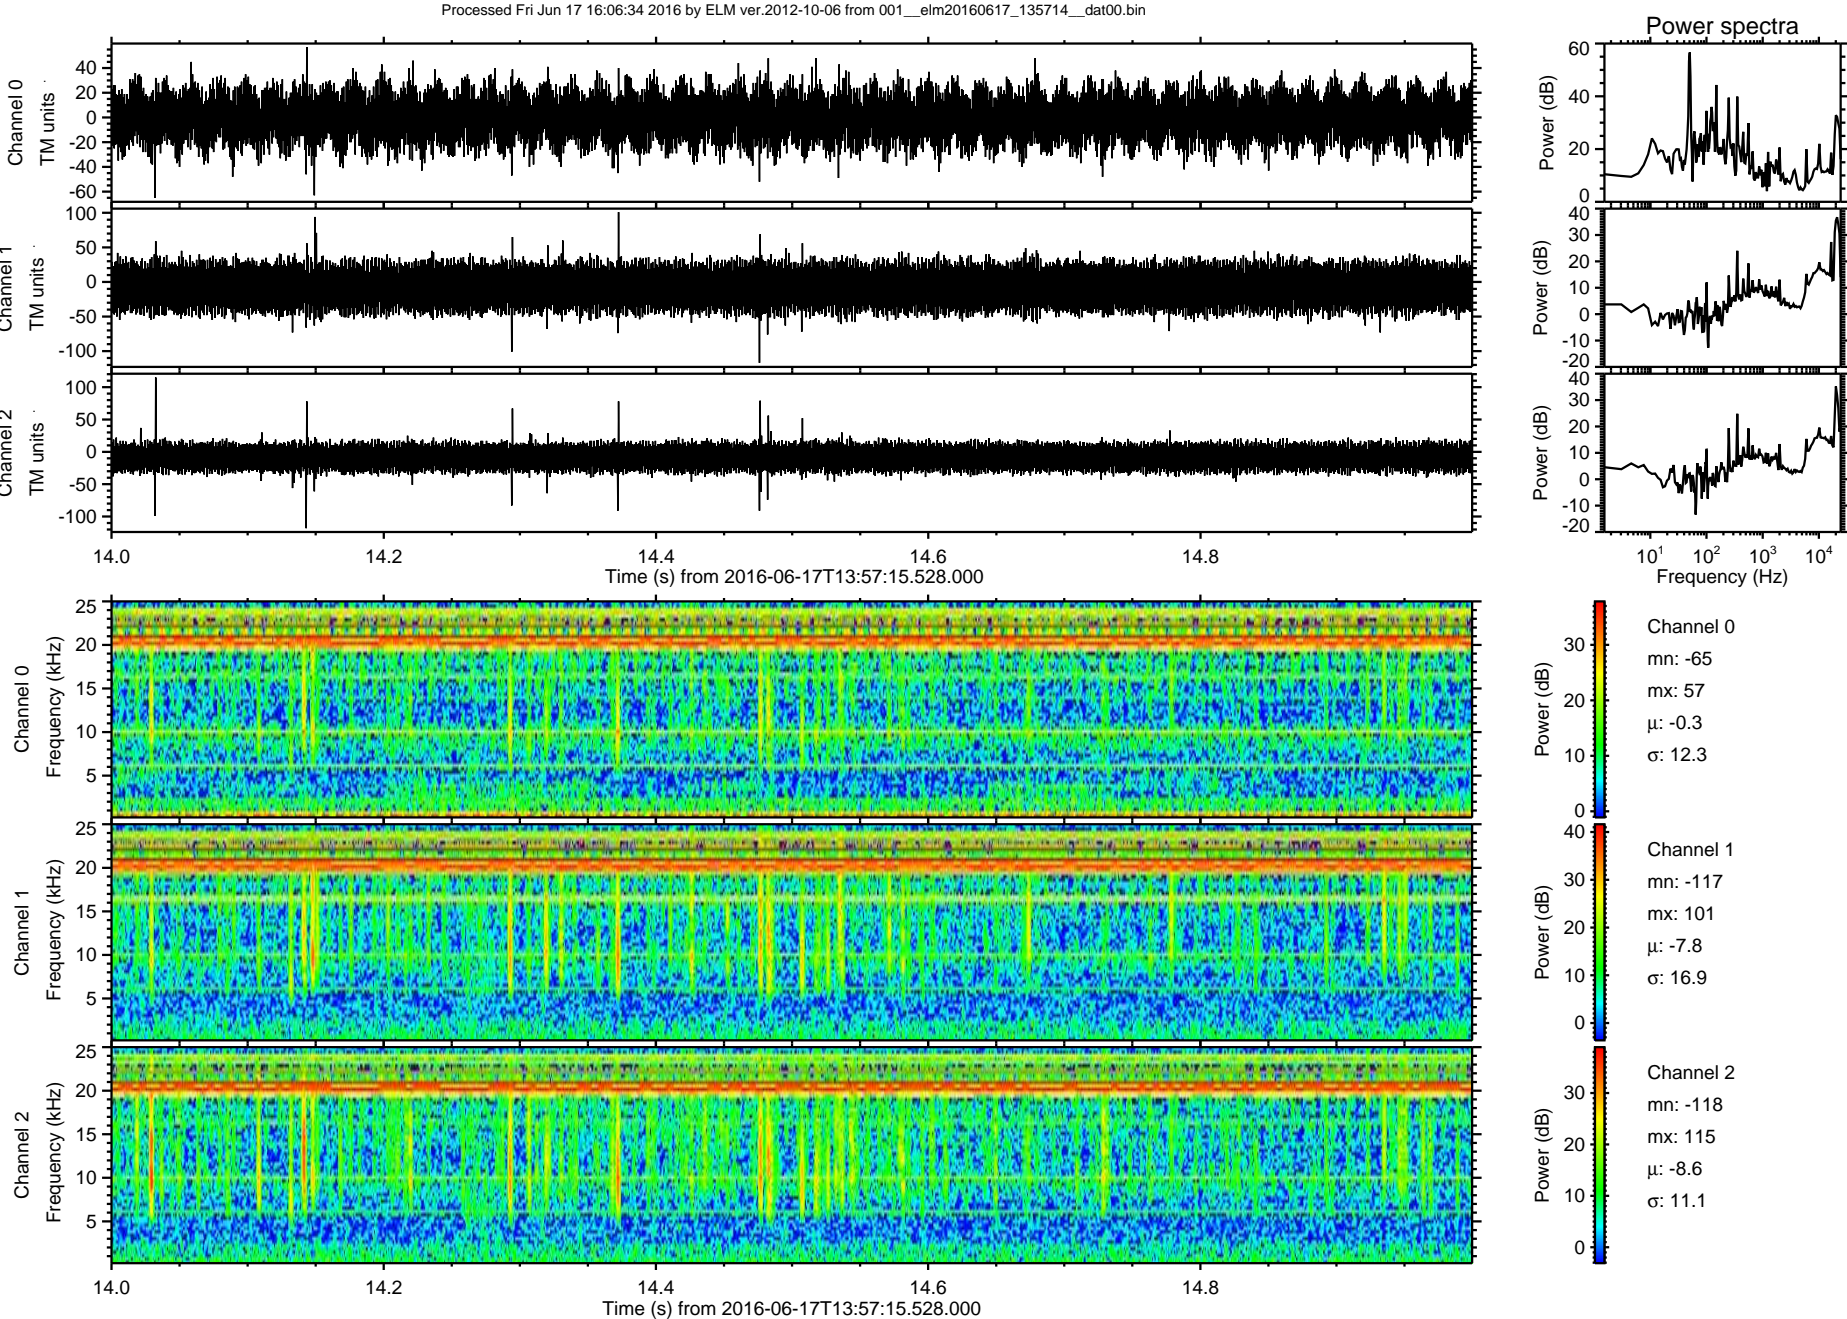 Processed Fri Jun 17 16:06:34 2016 by ELM ver.2012-10-06 from 001__elm20160617_135714__dat00.bin
Power spectra
Channel 0
TM units
40
20
0
-20
-40
-60
Power (dB)
60
40
20
0
Channel 1
TM units
100
50
0
-50
-100
Power (dB)
40
30
20
10
0
-10
-20
Channel 2
TM units
100
50
0
-50
-100
Power (dB)
40
30
20
10
0
-10
-20
14.0 14.2 14.4 14.6 14.8
Time (s) from 2016-06-17T13:57:15.528.000
10¹ 10² 10³ 10⁴
Frequency (Hz)
Channel 0
Frequency (kHz)
25
20
15
10
5
Power (dB)
30
20
10
0
Channel 0
mn: -65
mx: 57
μ: -0.3
σ: 12.3
Channel 1
Frequency (kHz)
25
20
15
10
5
Power (dB)
40
30
20
10
0
Channel 1
mn: -117
mx: 101
μ: -7.8
σ: 16.9
Channel 2
Frequency (kHz)
25
20
15
10
5
Power (dB)
30
20
10
0
Channel 2
mn: -118
mx: 115
μ: -8.6
σ: 11.1
14.0 14.2 14.4 14.6 14.8
Time (s) from 2016-06-17T13:57:15.528.000